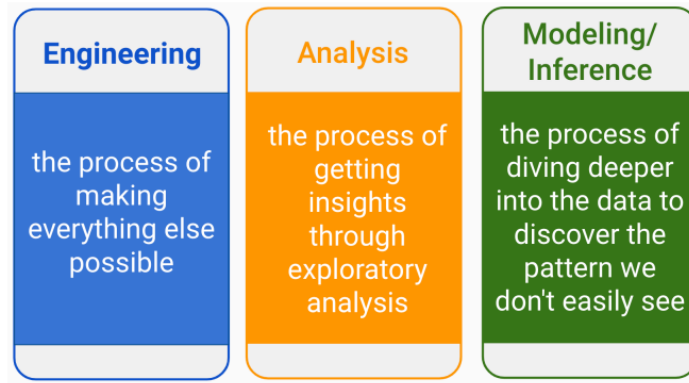 Engineering
the process of
making
everything else
possible
Analysis
the process of
getting
insights
through
exploratory
analysis
Modeling/
Inference
the process of
diving deeper
into the data to
discover the
pattern we
don't easily see